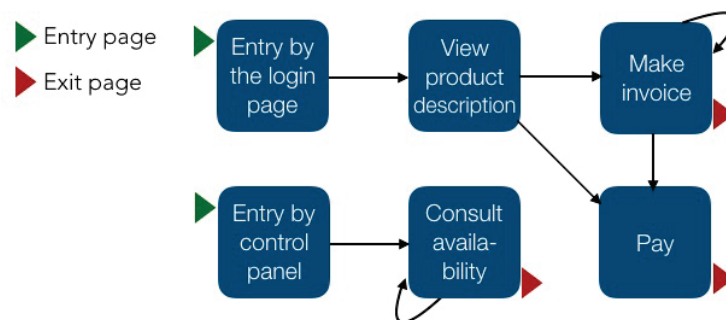 Entry page
Exit page
Entry by
the login
page
View
product
description
Make
invoice
Entry by
control
panel
Consult
availa-
bility
Pay